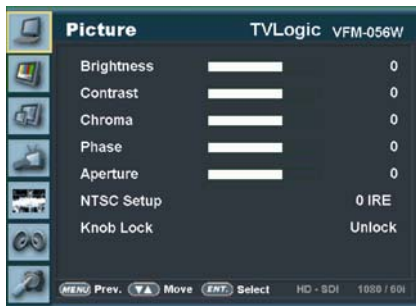 Picture TVLogic VFM-056W
Brightness 0
Contrast 0
Chroma 0
Phase 0
Aperture 0
NTSC Setup 0 IRE
Knob Lock Unlock
MENU Prev. ▼▲ Move ENT. Select HD - SDI 1080 / 60i